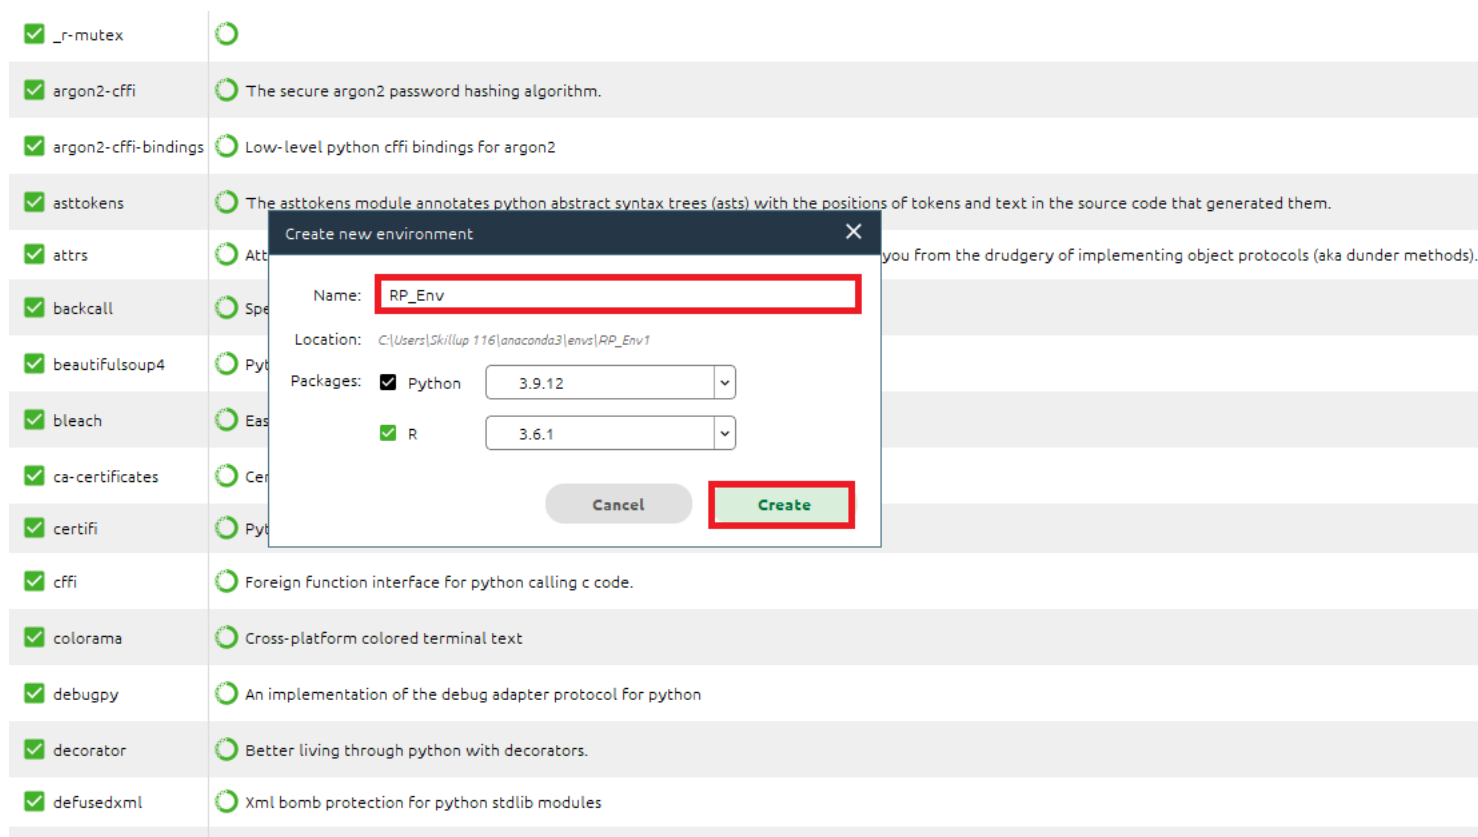 _r-mutex
argon2-cffi The secure argon2 password hashing algorithm.
argon2-cffi-bindings Low-level python cffi bindings for argon2
asttokens The asttokens module annotates python abstract syntax trees (asts) with the positions of tokens and text in the source code that generated them.
Create new environment
attrs Att you from the drudgery of implementing object protocols (aka dunder methods).
Name: RP_Env
backcall Spe
Location: C:\Users\Skillup 116\anaconda3\envs\RP_Env1
beautifulsoup4 Pyt
Packages: Python 3.9.12
bleach Eas
R 3.6.1
ca-certificates Cer
Cancel Create
certifi Pyt
cffi Foreign function interface for python calling c code.
colorama Cross-platform colored terminal text
debugpy An implementation of the debug adapter protocol for python
decorator Better living through python with decorators.
defusedxml Xml bomb protection for python stdlib modules